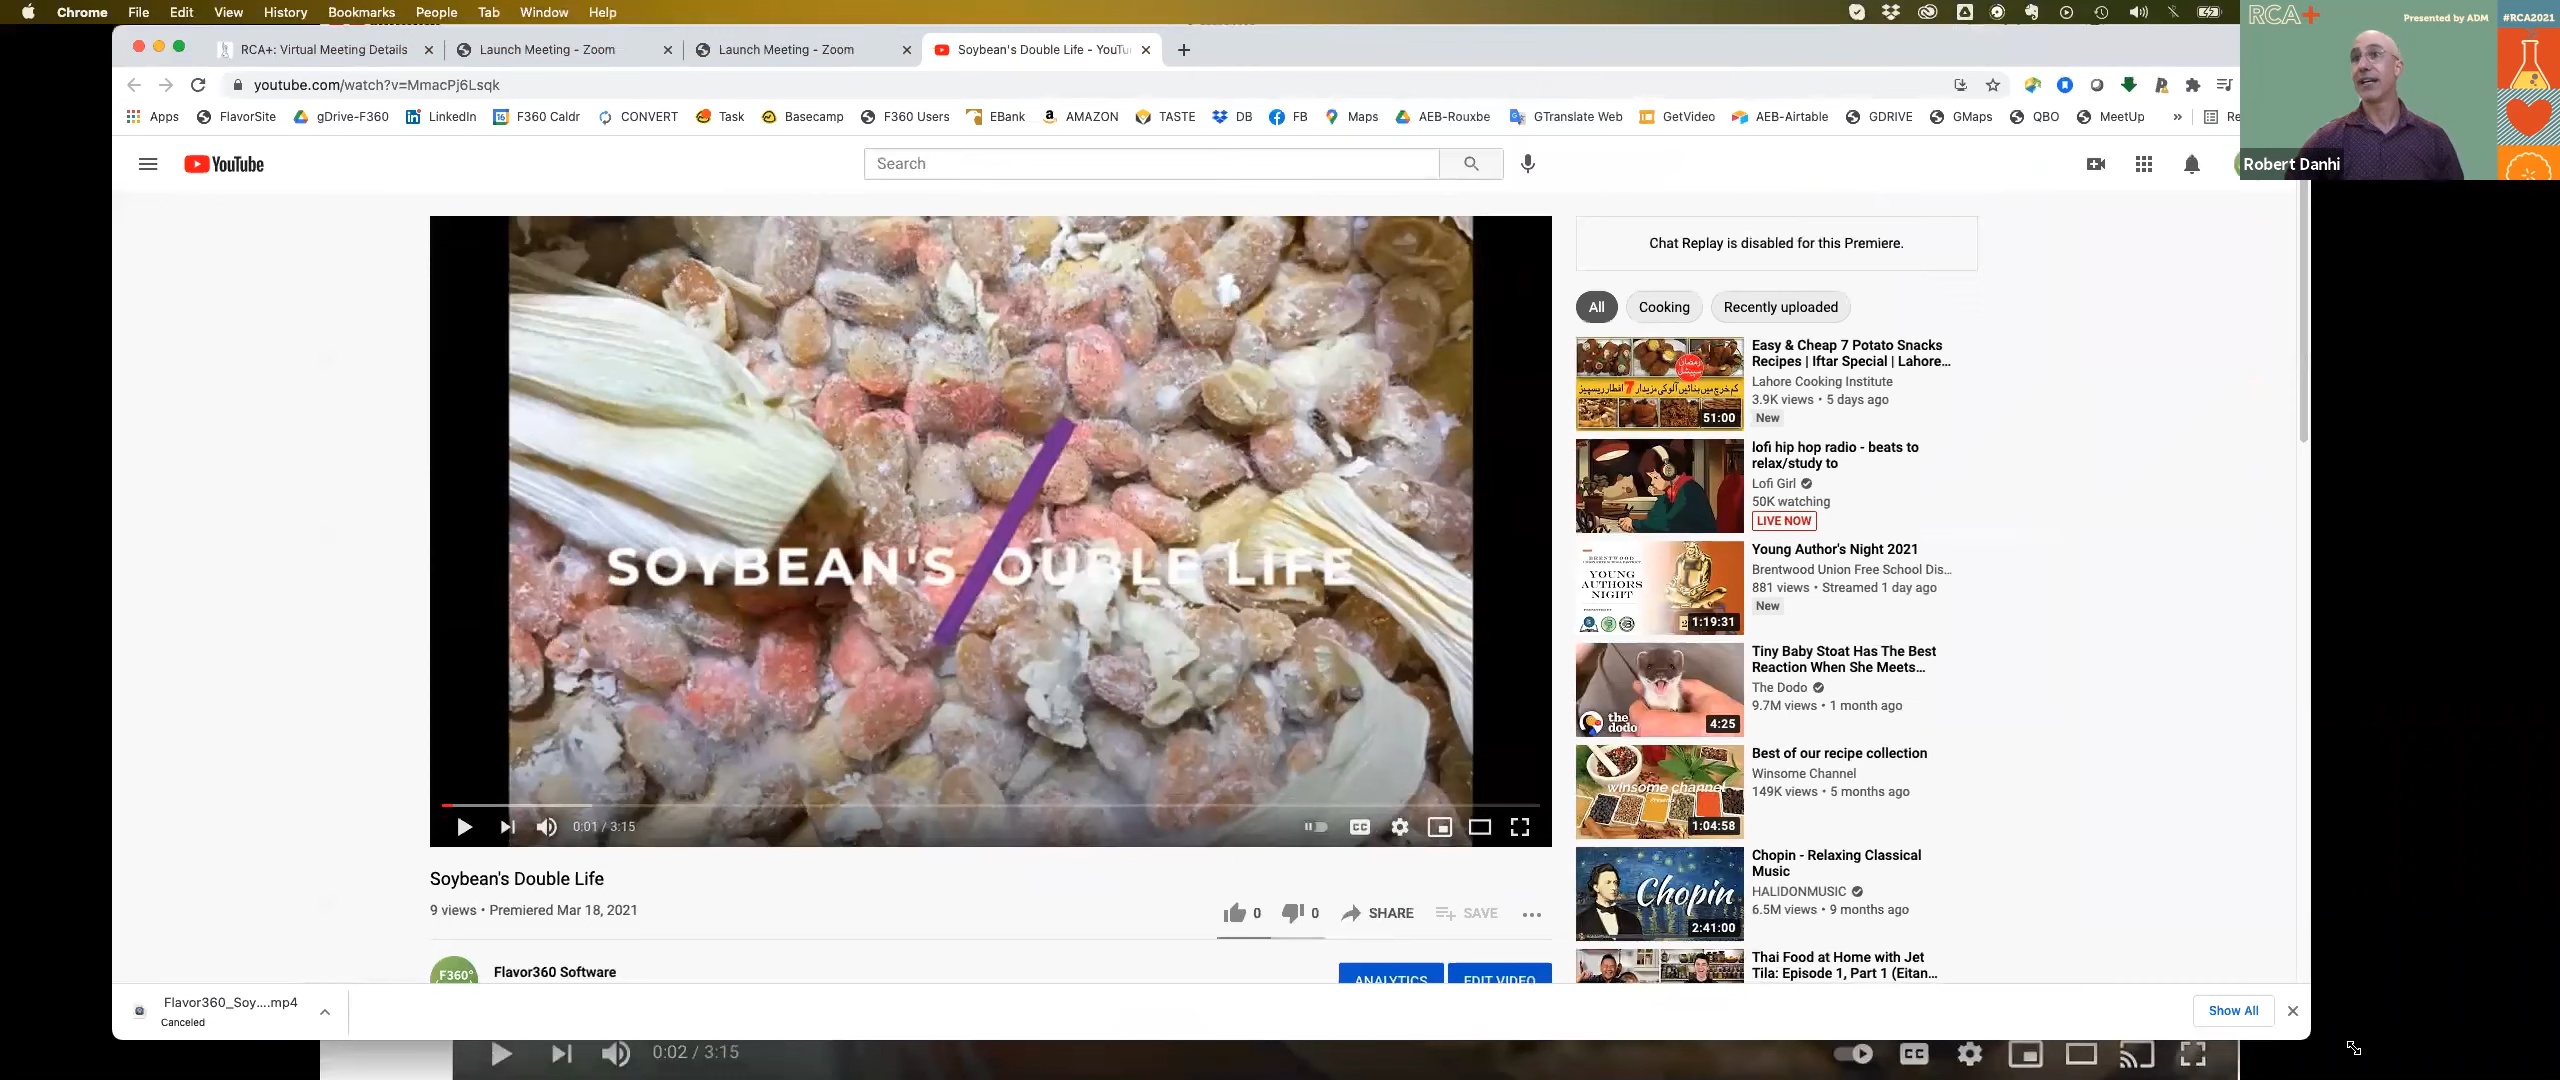 Chrome File Edit View History Bookmarks People Tab Window Help
RCA+ Presented by ADM #RCA2021
RCA+: Virtual Meeting Details
Launch Meeting - Zoom
Launch Meeting - Zoom
Soybean's Double Life - YouTu
youtube.com/watch?v=MmacPj6Lsqk
Apps FlavorSite gDrive-F360 LinkedIn F360 Caldr CONVERT Task Basecamp F360 Users EBank AMAZON TASTE DB FB Maps AEB-Rouxbe GTranslate Web GetVideo AEB-Airtable GDRIVE GMaps QBO MeetUp » Re
Robert Danhi
YouTube
Search
SOYBEAN'S OUBLE LIFE
0:01 / 3:15
CC
Soybean's Double Life
9 views • Premiered Mar 18, 2021
0 0 SHARE SAVE
F360°
Flavor360 Software
ANALYTICS EDIT VIDEO
Chat Replay is disabled for this Premiere.
All Cooking Recently uploaded
51:00
Easy & Cheap 7 Potato Snacks
Recipes | Iftar Special | Lahore...
Lahore Cooking Institute
3.9K views • 5 days ago
New
lofi hip hop radio - beats to
relax/study to
Lofi Girl
50K watching
LIVE NOW
BRENTWOOD
YOUNG
AUTHORS
NIGHT
1:19:31
Young Author's Night 2021
Brentwood Union Free School Dis...
881 views • Streamed 1 day ago
New
the
dodo
4:25
Tiny Baby Stoat Has The Best
Reaction When She Meets...
The Dodo
9.7M views • 1 month ago
winsome channel
1:04:58
Best of our recipe collection
Winsome Channel
149K views • 5 months ago
Chopin
2:41:00
Chopin - Relaxing Classical
Music
HALIDONMUSIC
6.5M views • 9 months ago
Thai Food at Home with Jet
Tila: Episode 1, Part 1 (Eitan...
Flavor360_Soy....mp4
Canceled
Show All
0:02 / 3:15
CC